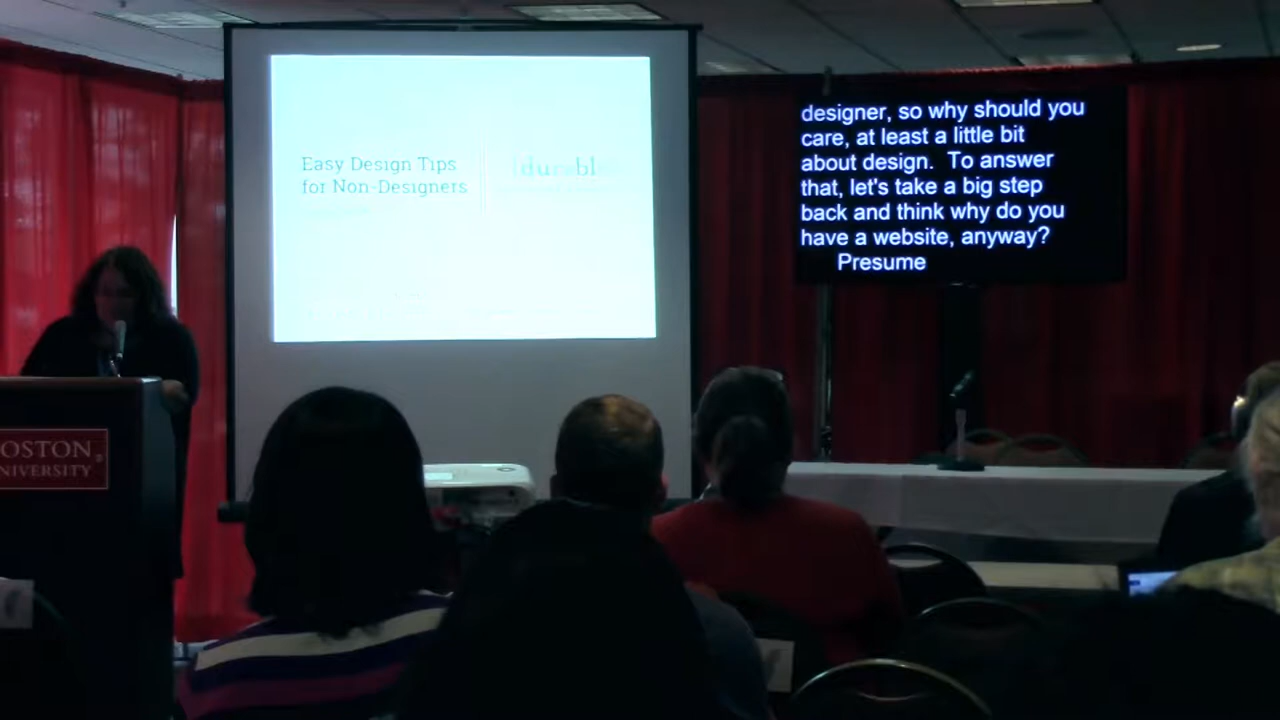 Easy Design Tips
for Non-Designers
designer, so why should you
care, at least a little bit
about design.  To answer
that, let's take a big step
back and think why do you
have a website, anyway?
Presume
OSTON
NIVERSITY